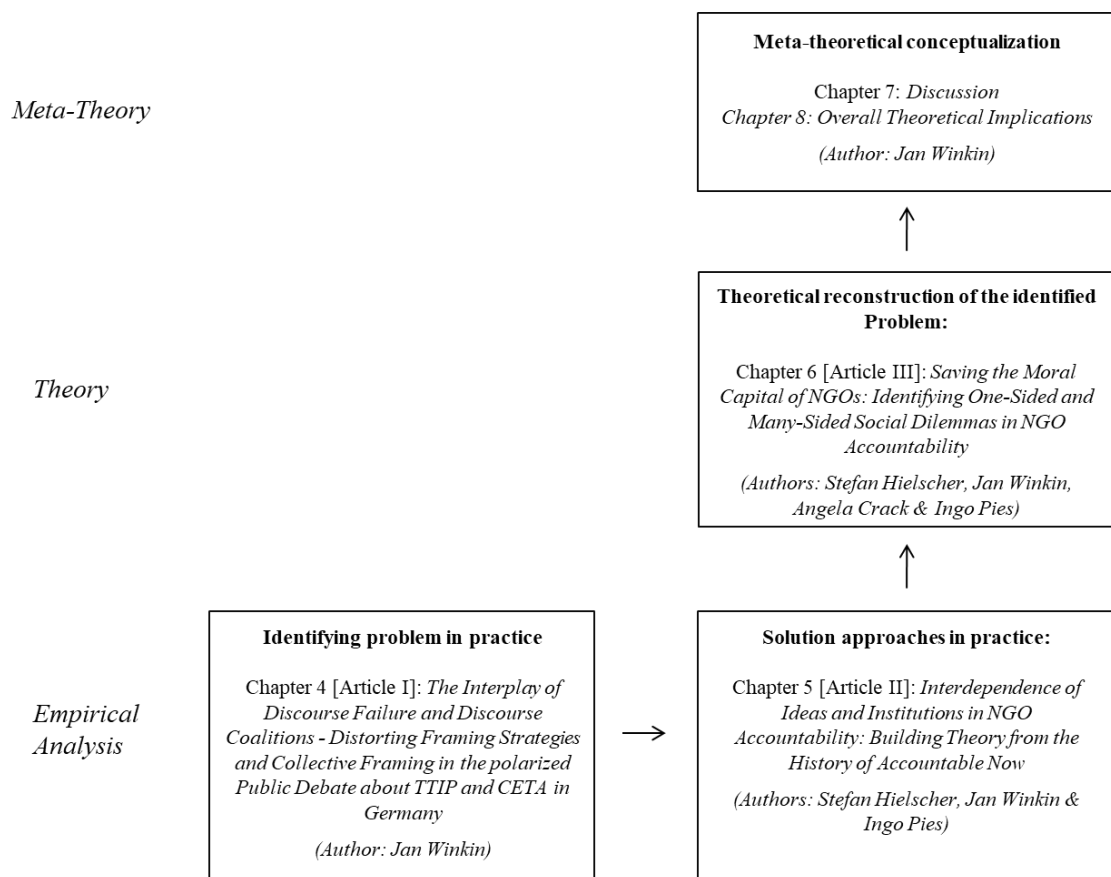 Meta-Theory
Meta-theoretical conceptualization
Chapter 7: Discussion
Chapter 8: Overall Theoretical Implications
(Author: Jan Winkin)
Theory
Theoretical reconstruction of the identified
Problem:
Chapter 6 [Article III]: Saving the Moral
Capital of NGOs: Identifying One-Sided and
Many-Sided Social Dilemmas in NGO
Accountability
(Authors: Stefan Hielscher, Jan Winkin,
Angela Crack & Ingo Pies)
Empirical
Analysis
Identifying problem in practice
Chapter 4 [Article I]: The Interplay of
Discourse Failure and Discourse
Coalitions - Distorting Framing Strategies
and Collective Framing in the polarized
Public Debate about TTIP and CETA in
Germany
(Author: Jan Winkin)
Solution approaches in practice:
Chapter 5 [Article II]: Interdependence of
Ideas and Institutions in NGO
Accountability: Building Theory from the
History of Accountable Now
(Authors: Stefan Hielscher, Jan Winkin &
Ingo Pies)